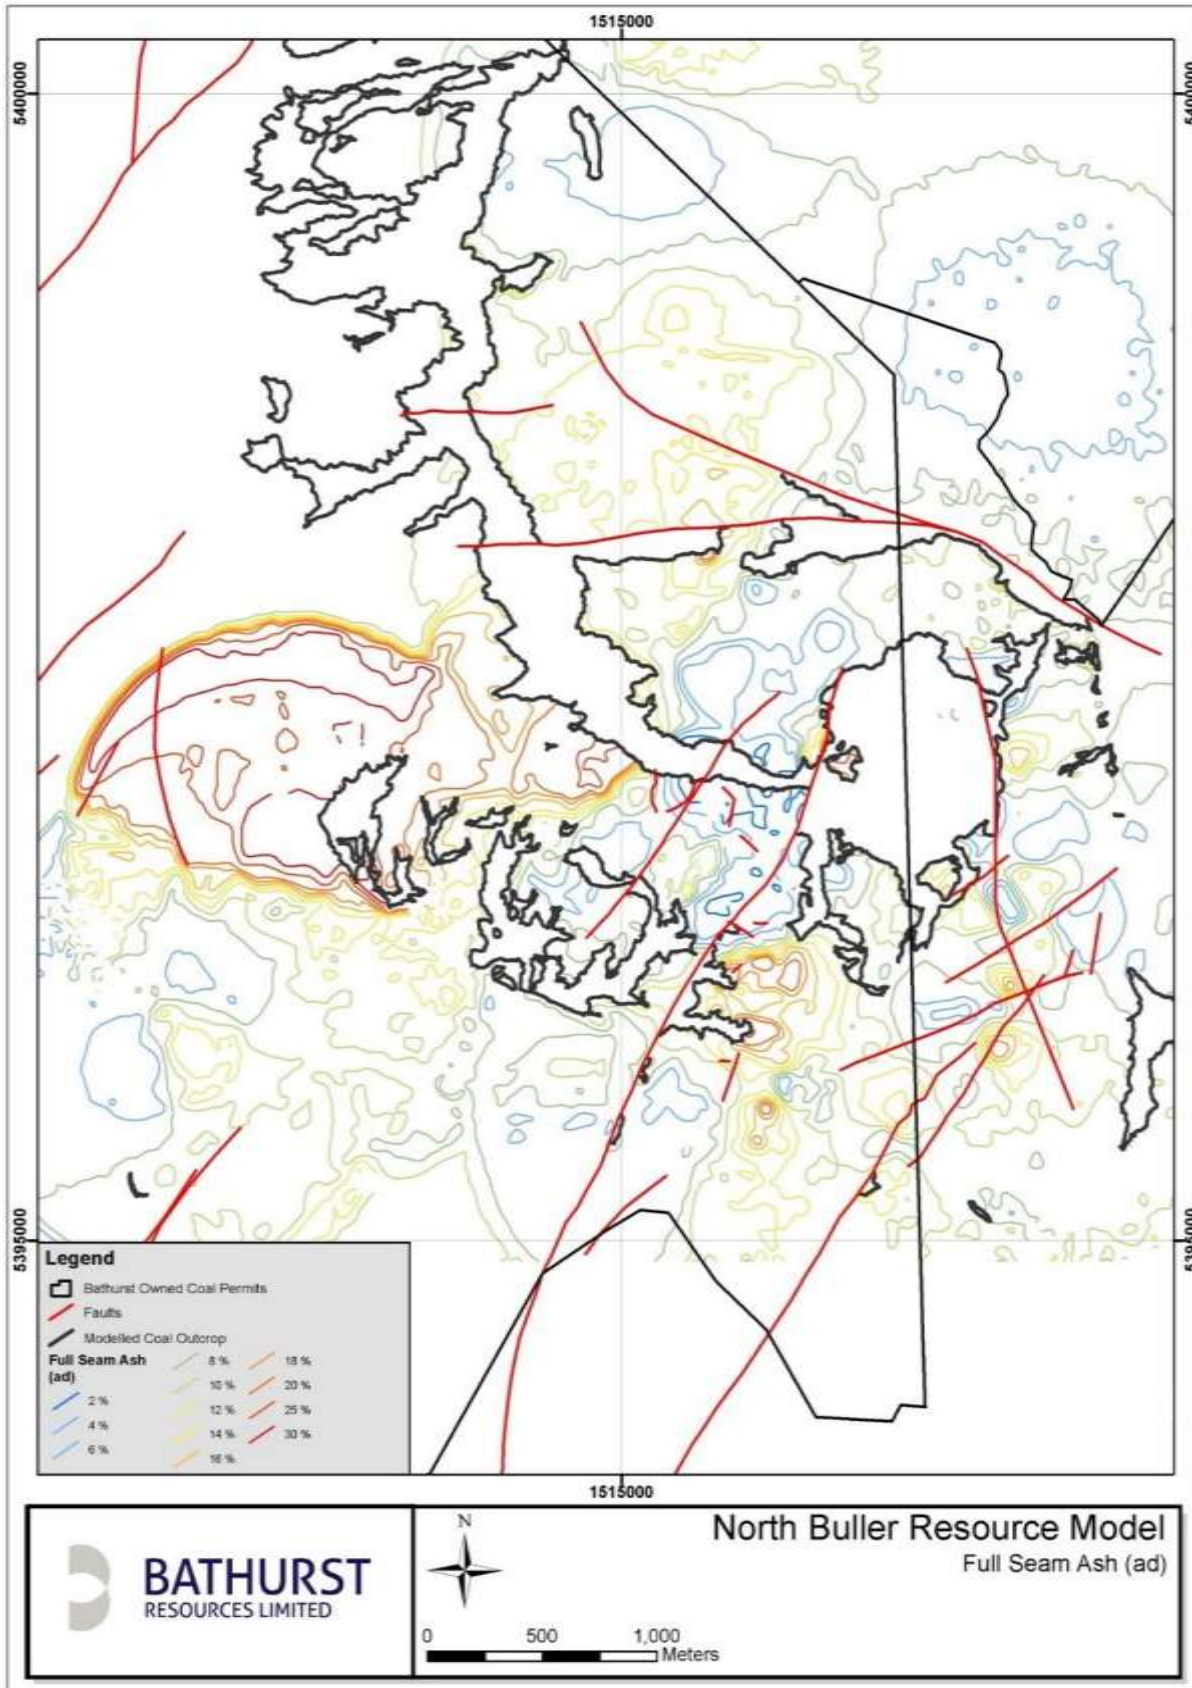 1515000
5400000
5400000
5395000
5395000
Legend
Bathurst Owned Coal Permits
Faults
Modelled Coal Outcrop
Full Seam Ash
(ad)
2 %
4 %
6 %
8 %
10 %
12 %
14 %
16 %
18 %
20 %
25 %
30 %
1515000
BATHURST
RESOURCES LIMITED
N
0 500 1,000
Meters
North Buller Resource Model
Full Seam Ash (ad)